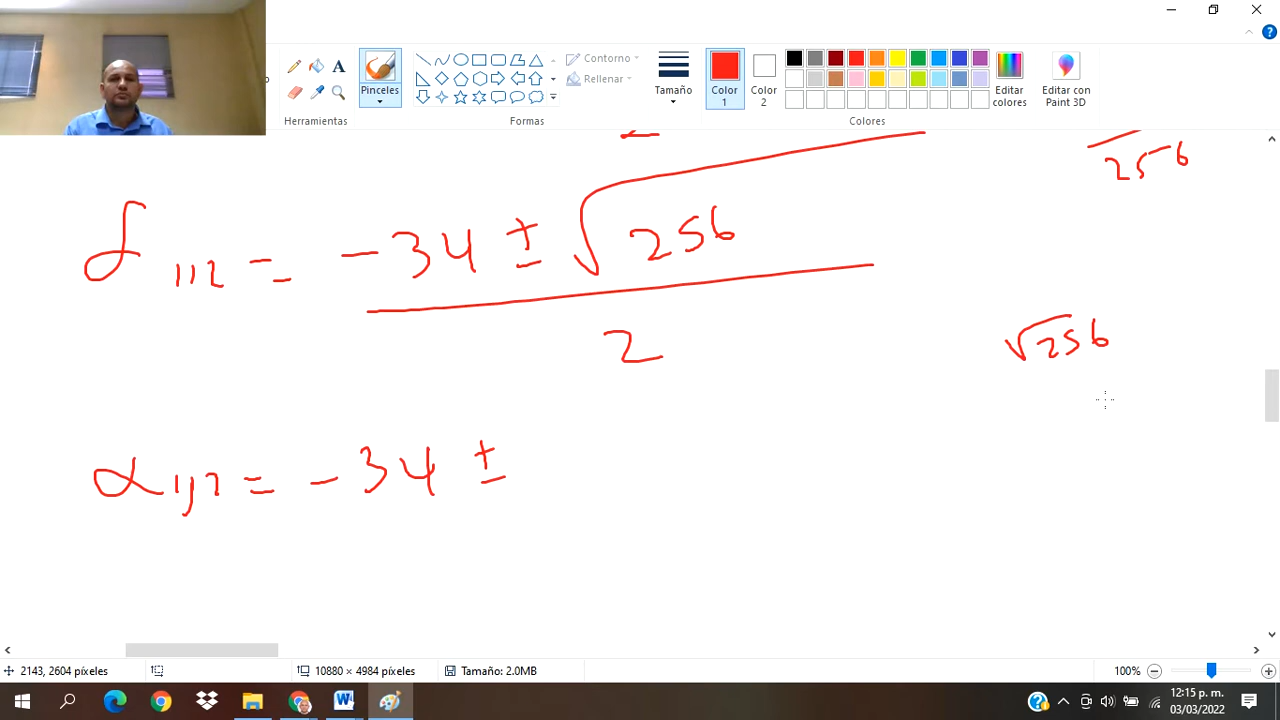 Pinceles
Herramientas
Contorno
Rellenar
Formas
Tamaño
Color 1
Color 2
Editar colores
Editar con Paint 3D
Colores
256
α 1,2 = -34 ± √256
2
√256
α 1,2 = -34 ±
2143, 2604 píxeles
10880 × 4984 píxeles
Tamaño: 2.0MB
100%
12:15 p. m.
03/03/2022